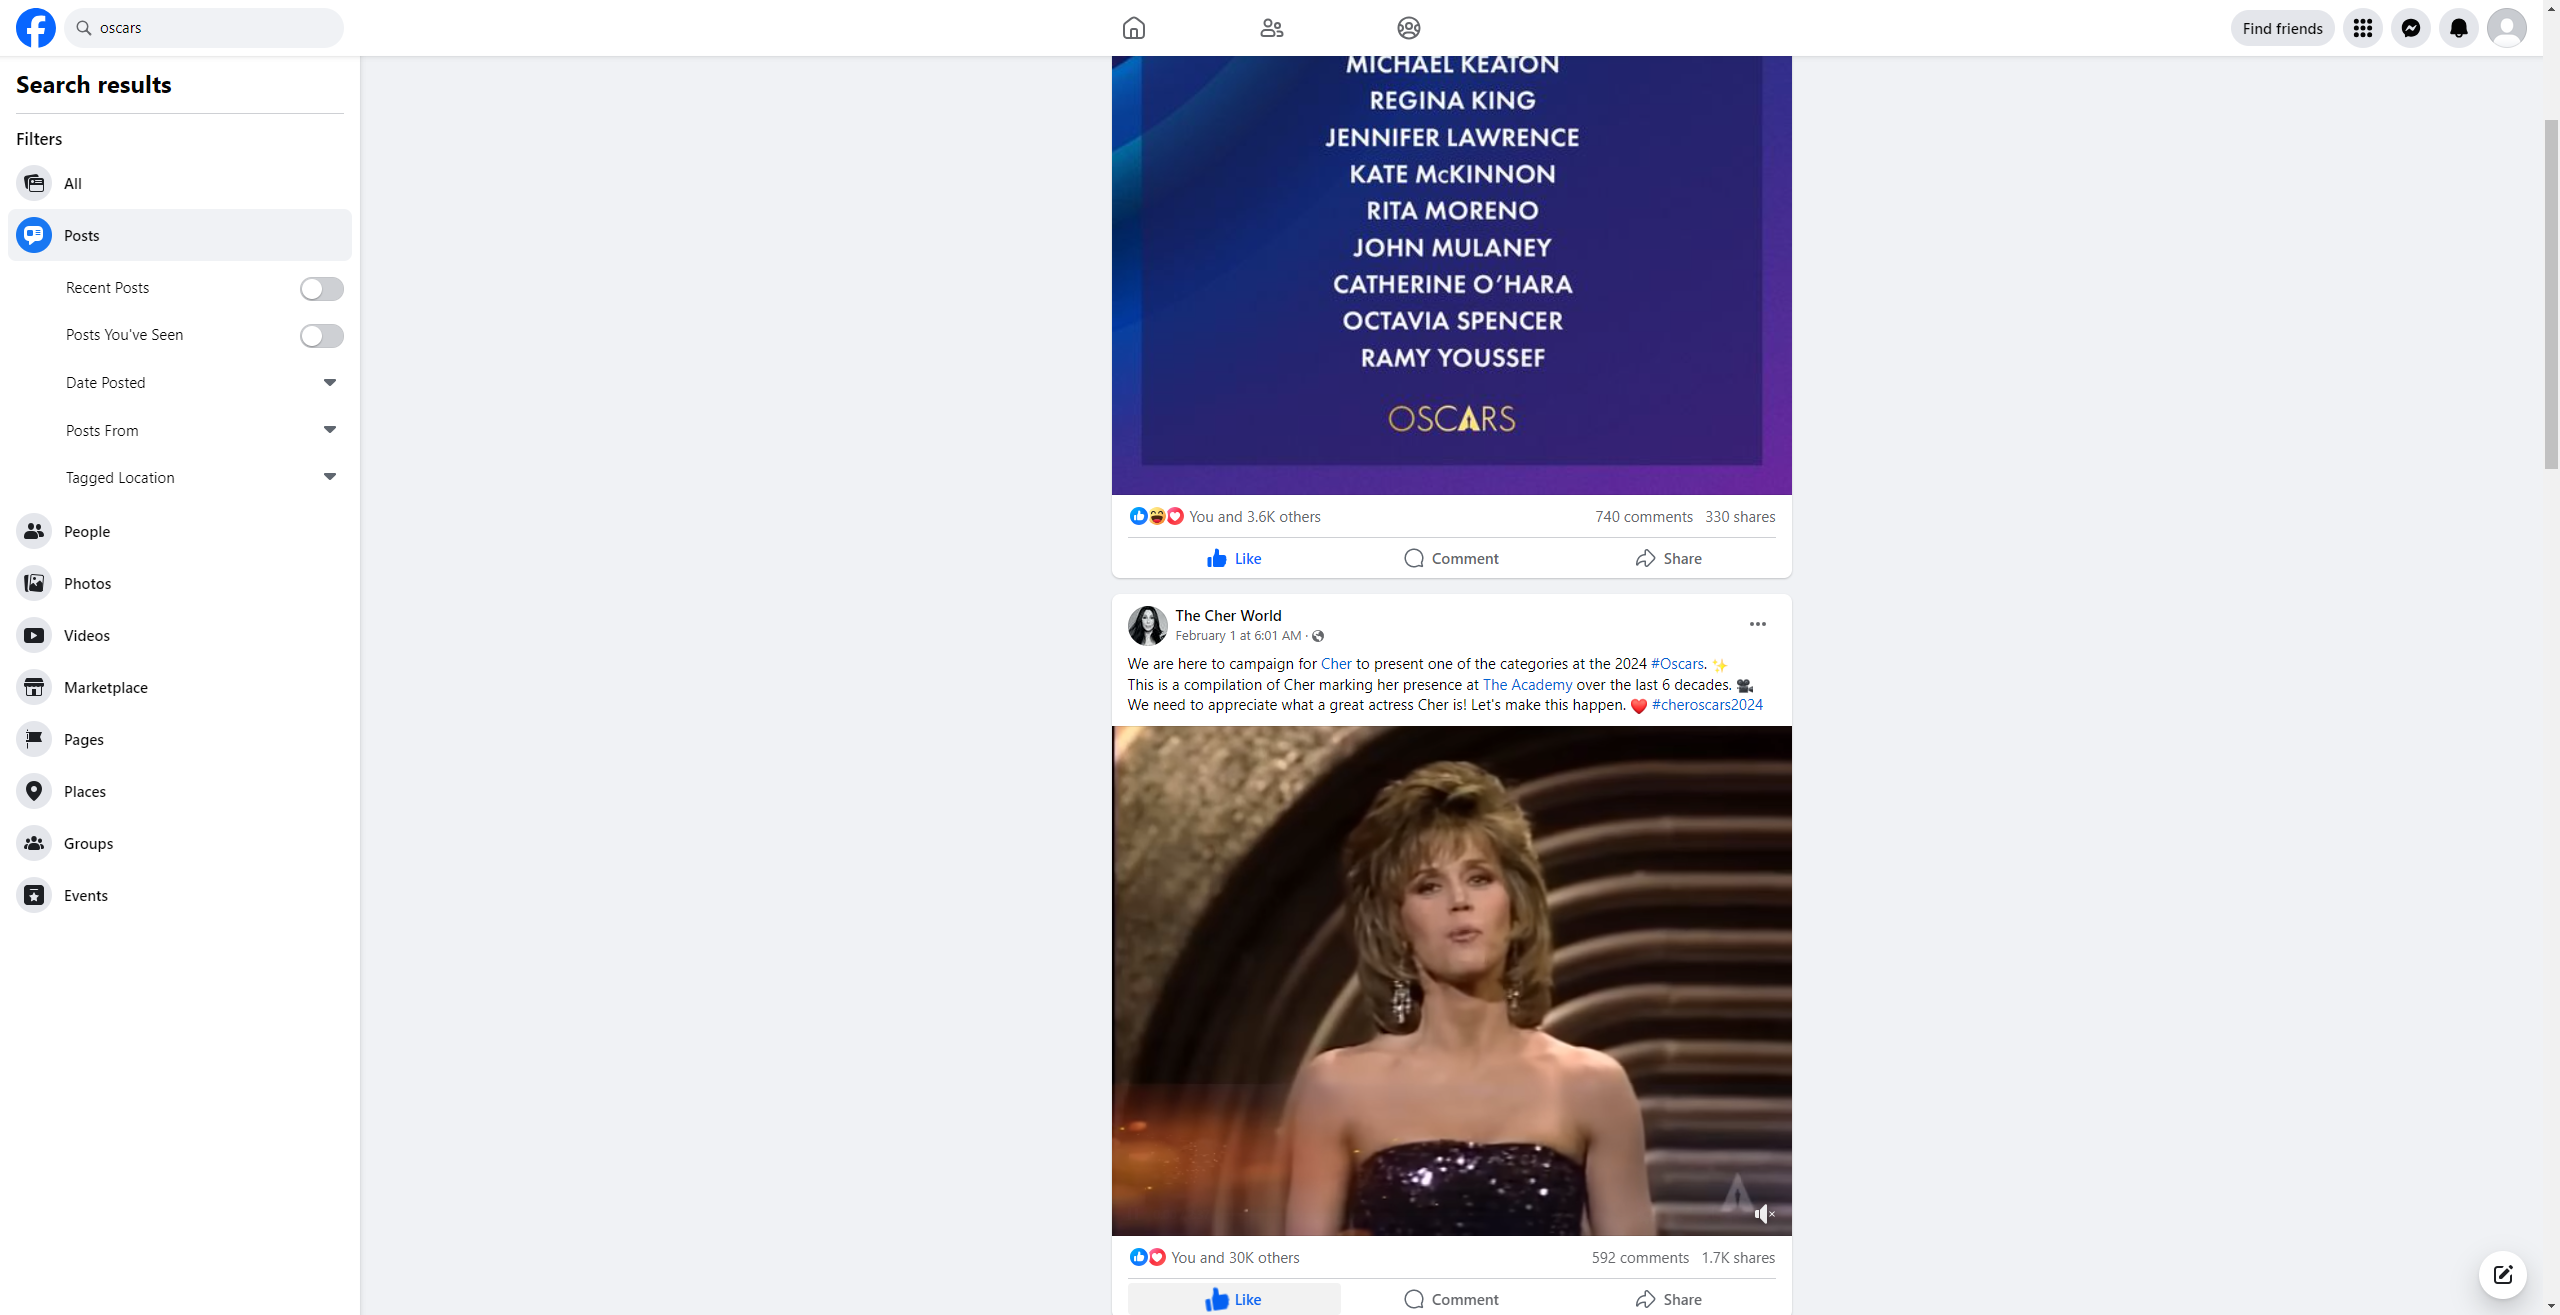 oscars
Find friends
Search results
Filters
All
Posts
Recent Posts
Posts You've Seen
Date Posted
Posts From
Tagged Location
People
Photos
Videos
Marketplace
Pages
Places
Groups
Events
MICHAEL KEATON
REGINA KING
JENNIFER LAWRENCE
KATE McKINNON
RITA MORENO
JOHN MULANEY
CATHERINE O'HARA
OCTAVIA SPENCER
RAMY YOUSSEF
OSCARS
You and 3.6K others 740 comments 330 shares
Like Comment Share
The Cher World
February 1 at 6:01 AM ·
We are here to campaign for Cher to present one of the categories at the 2024 #Oscars. ✨
This is a compilation of Cher marking her presence at The Academy over the last 6 decades. 🎥
We need to appreciate what a great actress Cher is! Let's make this happen. ❤️ #cheroscars2024
You and 30K others 592 comments 1.7K shares
Like Comment Share